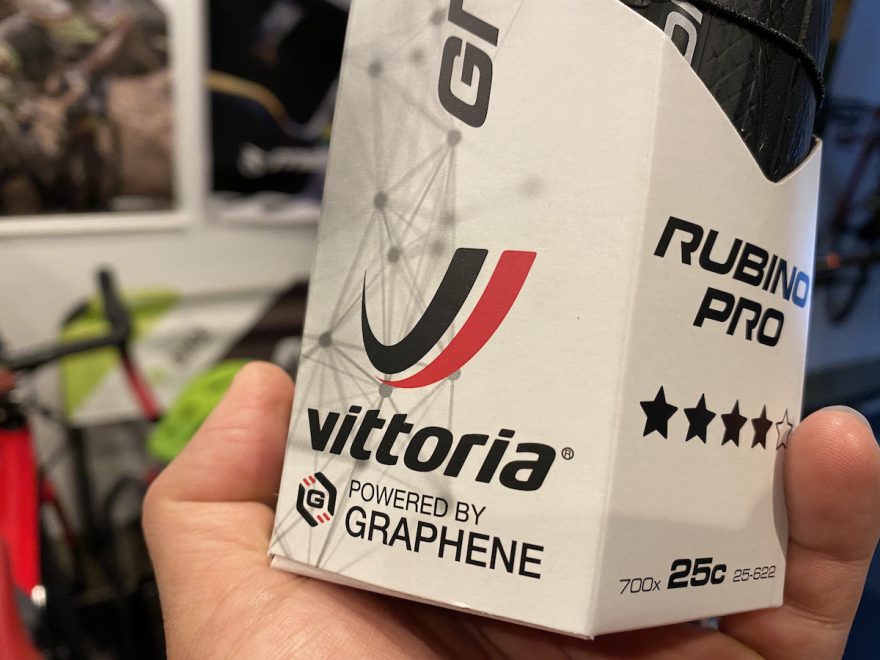 vittoria®
G POWERED BY
GRAPHENE
RUBINO
PRO
700x 25c 25-622